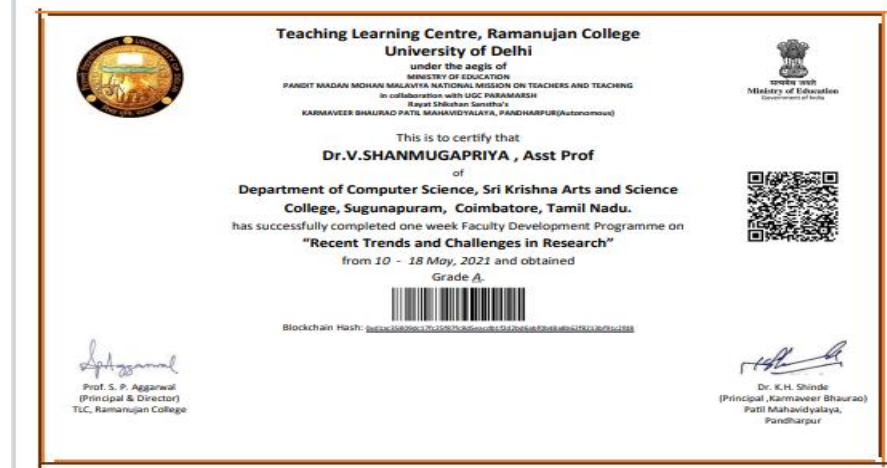 Teaching Learning Centre, Ramanujan College
University of Delhi
under the aegis of
MINISTRY OF EDUCATION
PANDIT MADAN MOHAN MALAVIYA NATIONAL MISSION ON TEACHERS AND TEACHING
In collaboration with UGC PARAMARSH
Rayat Shikshan Sanstha's
KARMAVEER BHAURAO PATIL MAHAVIDYALAYA, PANDHARPUR(Autonomous)
सत्यमेव जयते
Ministry of Education
Government of India
This is to certify that
Dr.V.SHANMUGAPRIYA , Asst Prof
of
Department of Computer Science, Sri Krishna Arts and Science
College, Sugunapuram, Coimbatore, Tamil Nadu.
has successfully completed one week Faculty Development Programme on
“Recent Trends and Challenges in Research”
from 10 - 18 May, 2021 and obtained
Grade A.
Blockchain Hash:
Prof. S. P. Aggarwal
(Principal & Director)
TLC, Ramanujan College
Dr. K.H. Shinde
(Principal ,Karmaveer Bhaurao)
Patil Mahavidyalaya,
Pandharpur